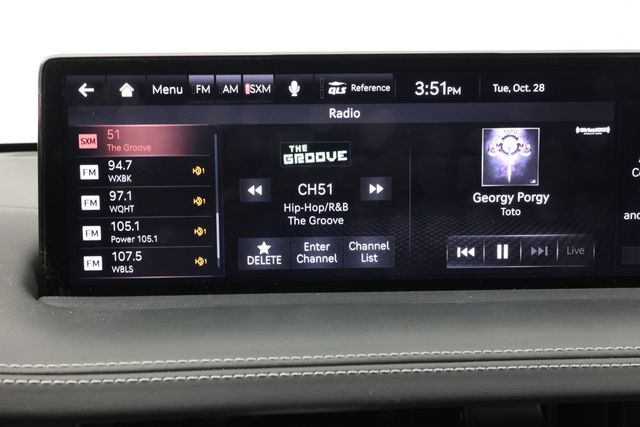 Menu FM AM SXM QLS Reference 3:51PM Tue, Oct. 28
Radio
SXM 51
The Groove
FM 94.7
WXBK
FM 97.1
WQHT
FM 105.1
Power 105.1
FM 107.5
WBLS
THE
GROOVE
CH51
Hip-Hop/R&B
The Groove
DELETE
Enter
Channel
Channel
List
TOTO
SiriusXM
Georgy Porgy
Toto
Live